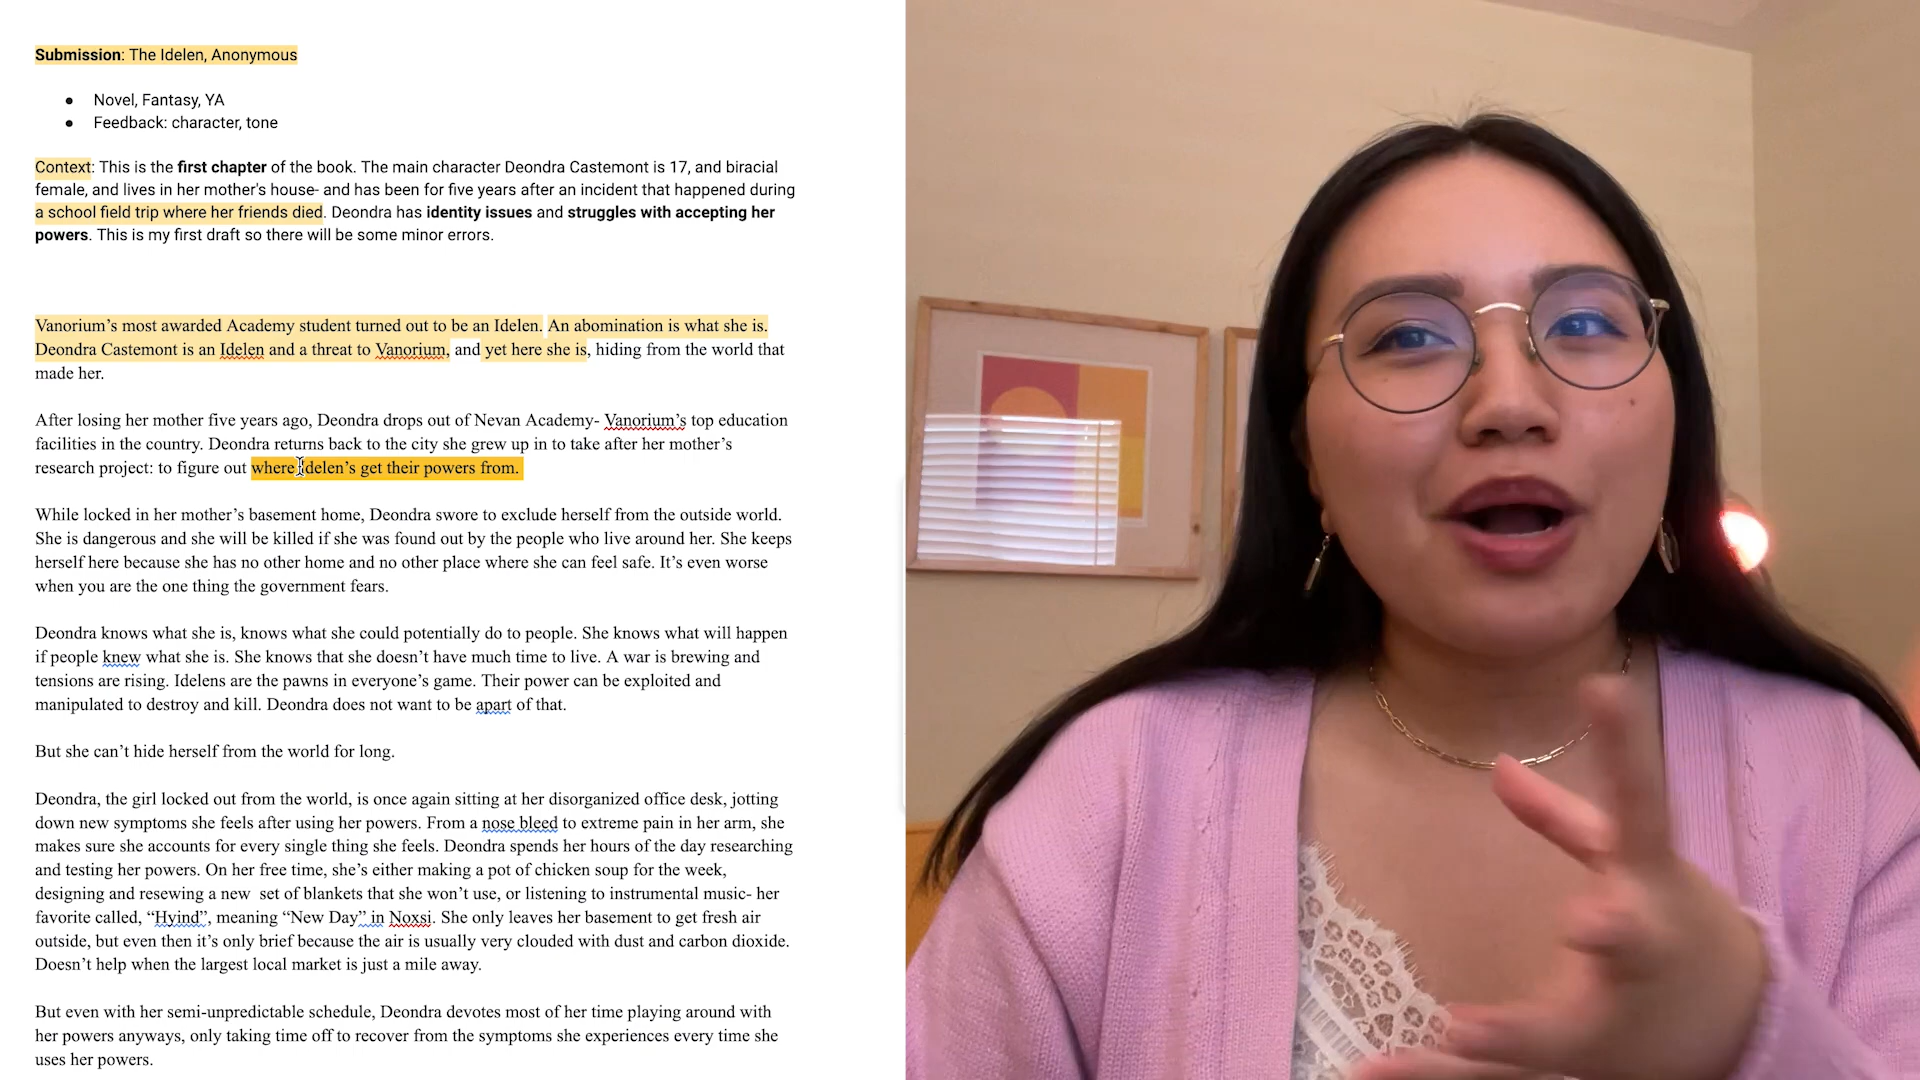 Submission: The Idelen, Anonymous
● Novel, Fantasy, YA
● Feedback: character, tone
Context: This is the first chapter of the book. The main character Deondra Castemont is 17, and biracial
female, and lives in her mother's house- and has been for five years after an incident that happened during
a school field trip where her friends died. Deondra has identity issues and struggles with accepting her
powers. This is my first draft so there will be some minor errors.
Vanorium’s most awarded Academy student turned out to be an Idelen. An abomination is what she is.
Deondra Castemont is an Idelen and a threat to Vanorium, and yet here she is, hiding from the world that
made her.
After losing her mother five years ago, Deondra drops out of Nevan Academy- Vanorium’s top education
facilities in the country. Deondra returns back to the city she grew up in to take after her mother’s
research project: to figure out where Idelen’s get their powers from.
While locked in her mother’s basement home, Deondra swore to exclude herself from the outside world.
She is dangerous and she will be killed if she was found out by the people who live around her. She keeps
herself here because she has no other home and no other place where she can feel safe. It’s even worse
when you are the one thing the government fears.
Deondra knows what she is, knows what she could potentially do to people. She knows what will happen
if people knew what she is. She knows that she doesn’t have much time to live. A war is brewing and
tensions are rising. Idelens are the pawns in everyone’s game. Their power can be exploited and
manipulated to destroy and kill. Deondra does not want to be apart of that.
But she can’t hide herself from the world for long.
Deondra, the girl locked out from the world, is once again sitting at her disorganized office desk, jotting
down new symptoms she feels after using her powers. From a nose bleed to extreme pain in her arm, she
makes sure she accounts for every single thing she feels. Deondra spends her hours of the day researching
and testing her powers. On her free time, she’s either making a pot of chicken soup for the week,
designing and resewing a new  set of blankets that she won’t use, or listening to instrumental music- her
favorite called, “Hyind”, meaning “New Day” in Noxsi. She only leaves her basement to get fresh air
outside, but even then it’s only brief because the air is usually very clouded with dust and carbon dioxide.
Doesn’t help when the largest local market is just a mile away.
But even with her semi-unpredictable schedule, Deondra devotes most of her time playing around with
her powers anyways, only taking time off to recover from the symptoms she experiences every time she
uses her powers.